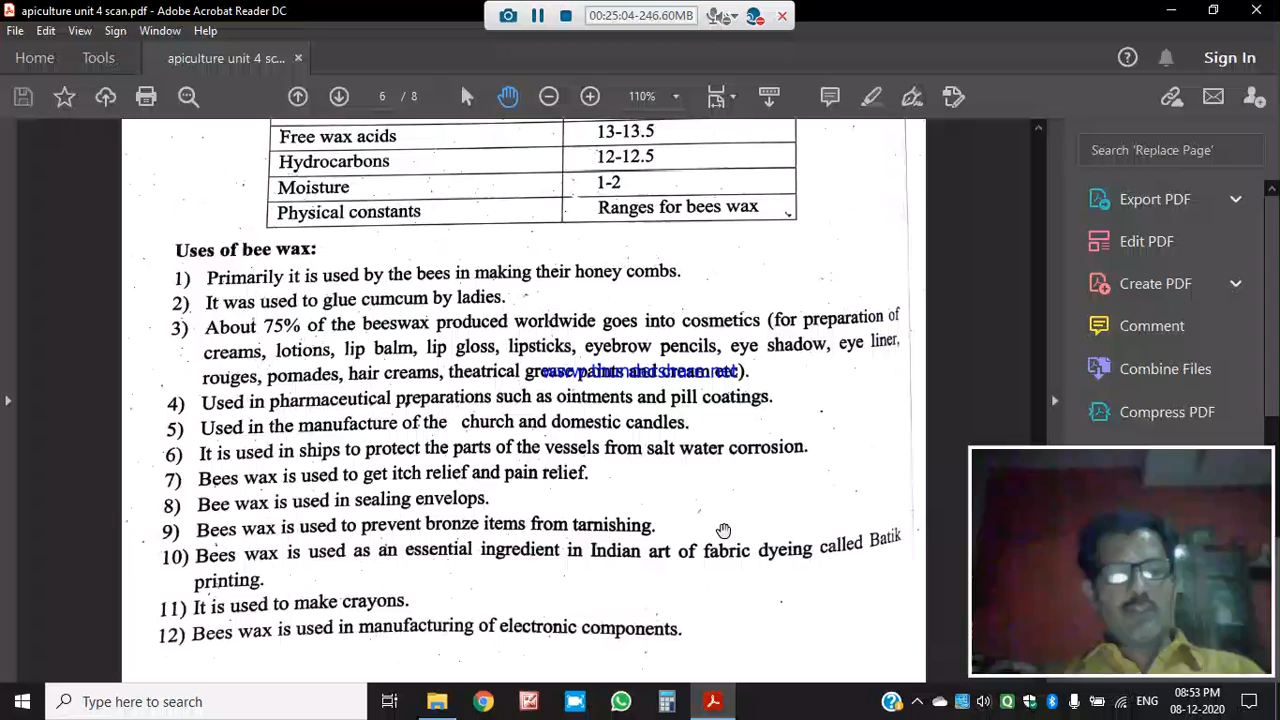 apiculture unit 4 scan.pdf - Adobe Acrobat Reader DC
00:25:04-246.60MB
File Edit View Sign Window Help
Home Tools apiculture unit 4 sc... × Sign In
6 / 8 110%
Search 'Replace Page'
Export PDF
Edit PDF
Create PDF
Comment
Combine Files
Compress PDF
Free wax acids 13-13.5
Hydrocarbons 12-12.5
Moisture 1-2
Physical constants Ranges for bees wax
Uses of bee wax:
1) Primarily it is used by the bees in making their honey combs.
2) It was used to glue cumcum by ladies.
3) About 75% of the beeswax produced worldwide goes into cosmetics (for preparation of
creams, lotions, lip balm, lip gloss, lipsticks, eyebrow pencils, eye shadow, eye liner,
rouges, pomades, hair creams, theatrical grease paints and cream etc).
4) Used in pharmaceutical preparations such as ointments and pill coatings.
5) Used in the manufacture of the church and domestic candles.
6) It is used in ships to protect the parts of the vessels from salt water corrosion.
7) Bees wax is used to get itch relief and pain relief.
8) Bee wax is used in sealing envelops.
9) Bees wax is used to prevent bronze items from tarnishing.
10) Bees wax is used as an essential ingredient in Indian art of fabric dyeing called Batik
printing.
11) It is used to make crayons.
12) Bees wax is used in manufacturing of electronic components.
Type here to search
ENG
08:53 PM
08-12-2020